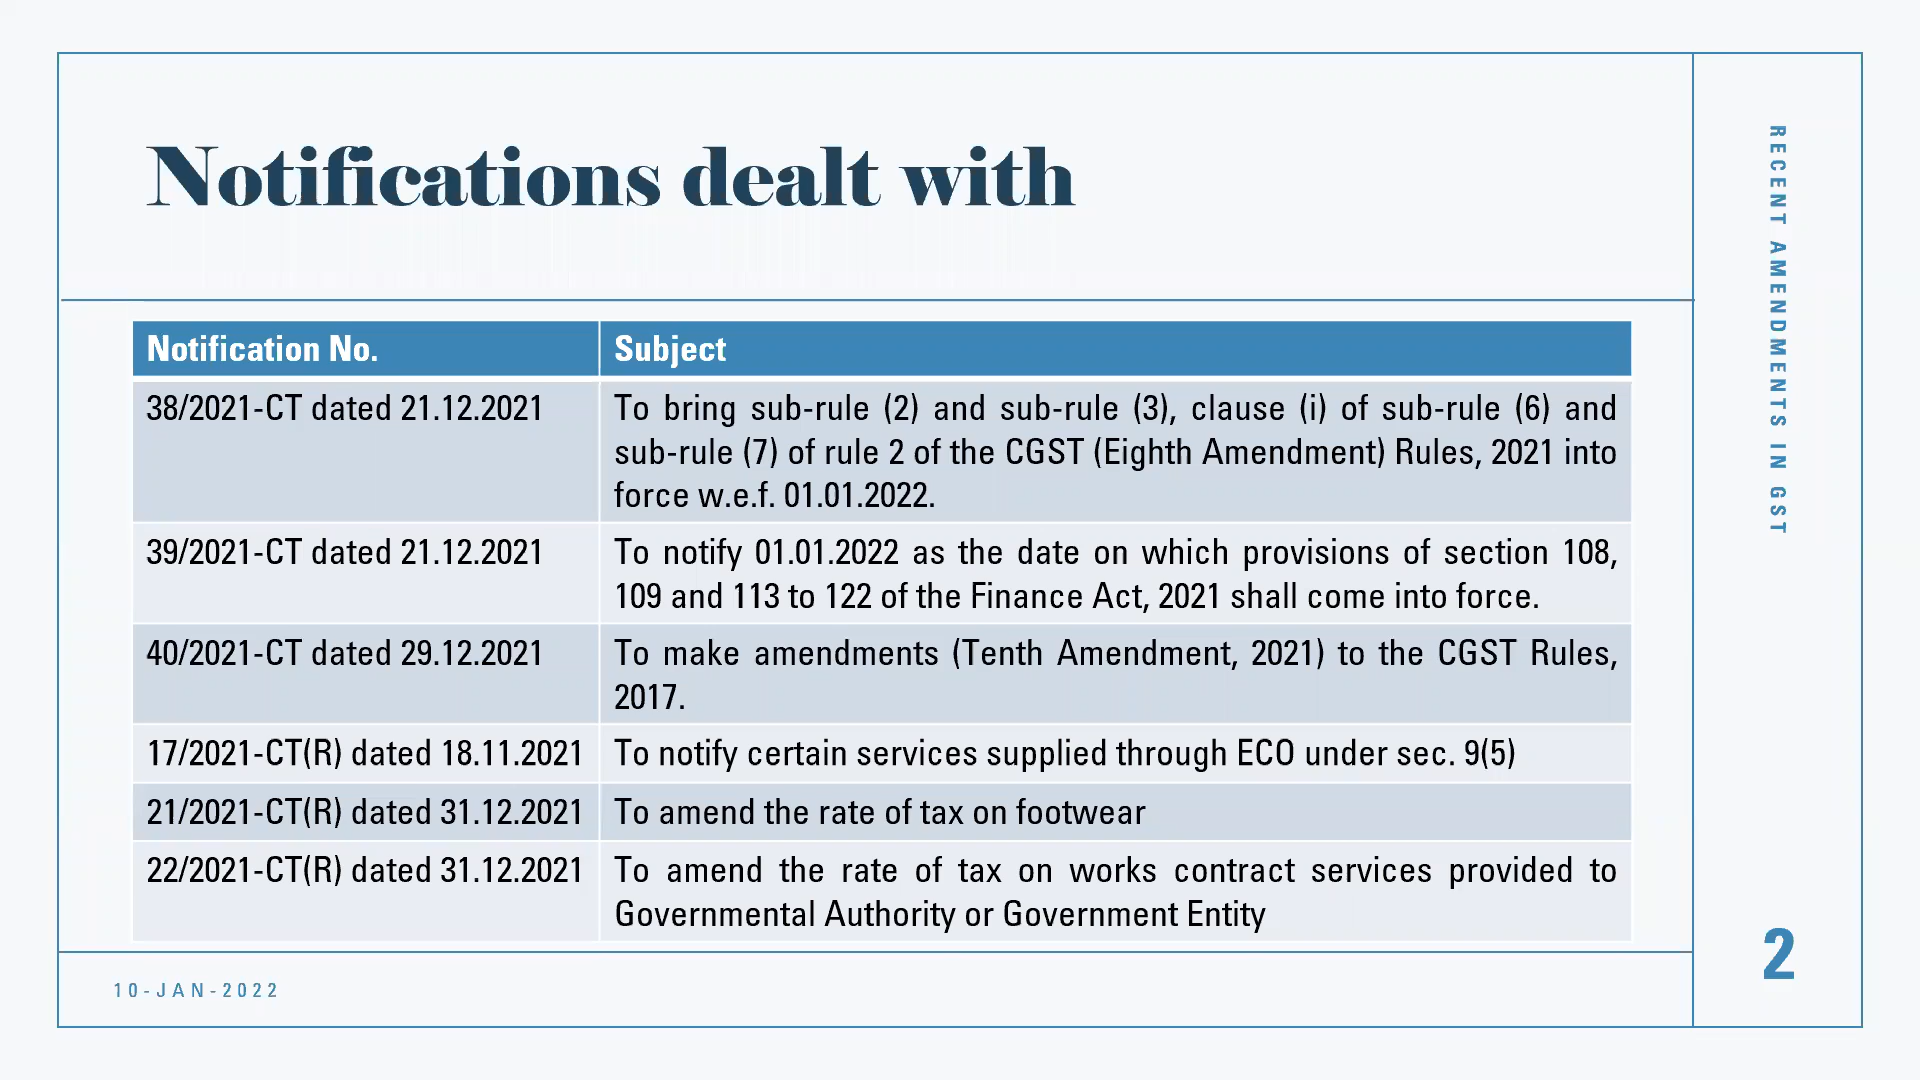 Notifications dealt with
Notification No.
Subject
38/2021-CT dated 21.12.2021
To bring sub-rule (2) and sub-rule (3), clause (i) of sub-rule (6) and
sub-rule (7) of rule 2 of the CGST (Eighth Amendment) Rules, 2021 into
force w.e.f. 01.01.2022.
39/2021-CT dated 21.12.2021
To notify 01.01.2022 as the date on which provisions of section 108,
109 and 113 to 122 of the Finance Act, 2021 shall come into force.
40/2021-CT dated 29.12.2021
To make amendments (Tenth Amendment, 2021) to the CGST Rules,
2017.
17/2021-CT(R) dated 18.11.2021
To notify certain services supplied through ECO under sec. 9(5)
21/2021-CT(R) dated 31.12.2021
To amend the rate of tax on footwear
22/2021-CT(R) dated 31.12.2021
To amend the rate of tax on works contract services provided to
Governmental Authority or Government Entity
10-JAN-2022
RECENT AMENDMENTS IN GST
2